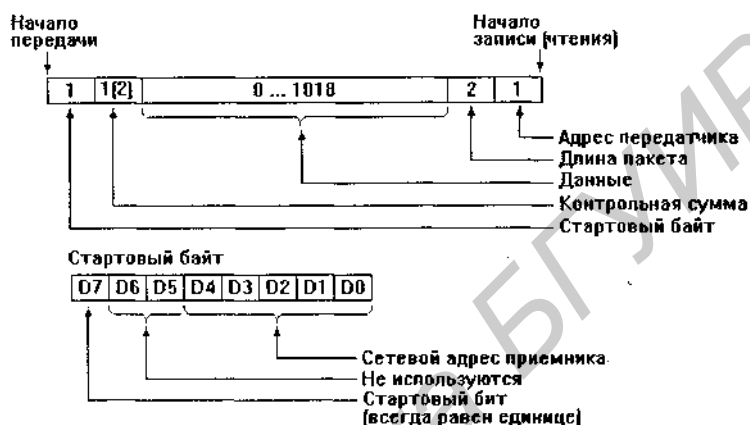 Начало
передачи
Начало
записи (чтения)
1 1(2) 0 ... 1018 2 1
Адрес передатчика
Длина пакета
Данные
Контрольная сумма
Стартовый байт
Стартовый байт
D7 D6 D5 D4 D3 D2 D1 D0
Сетевой адрес приемника
Не используются
Стартовый бит
(всегда равен единице)
а БГУИР